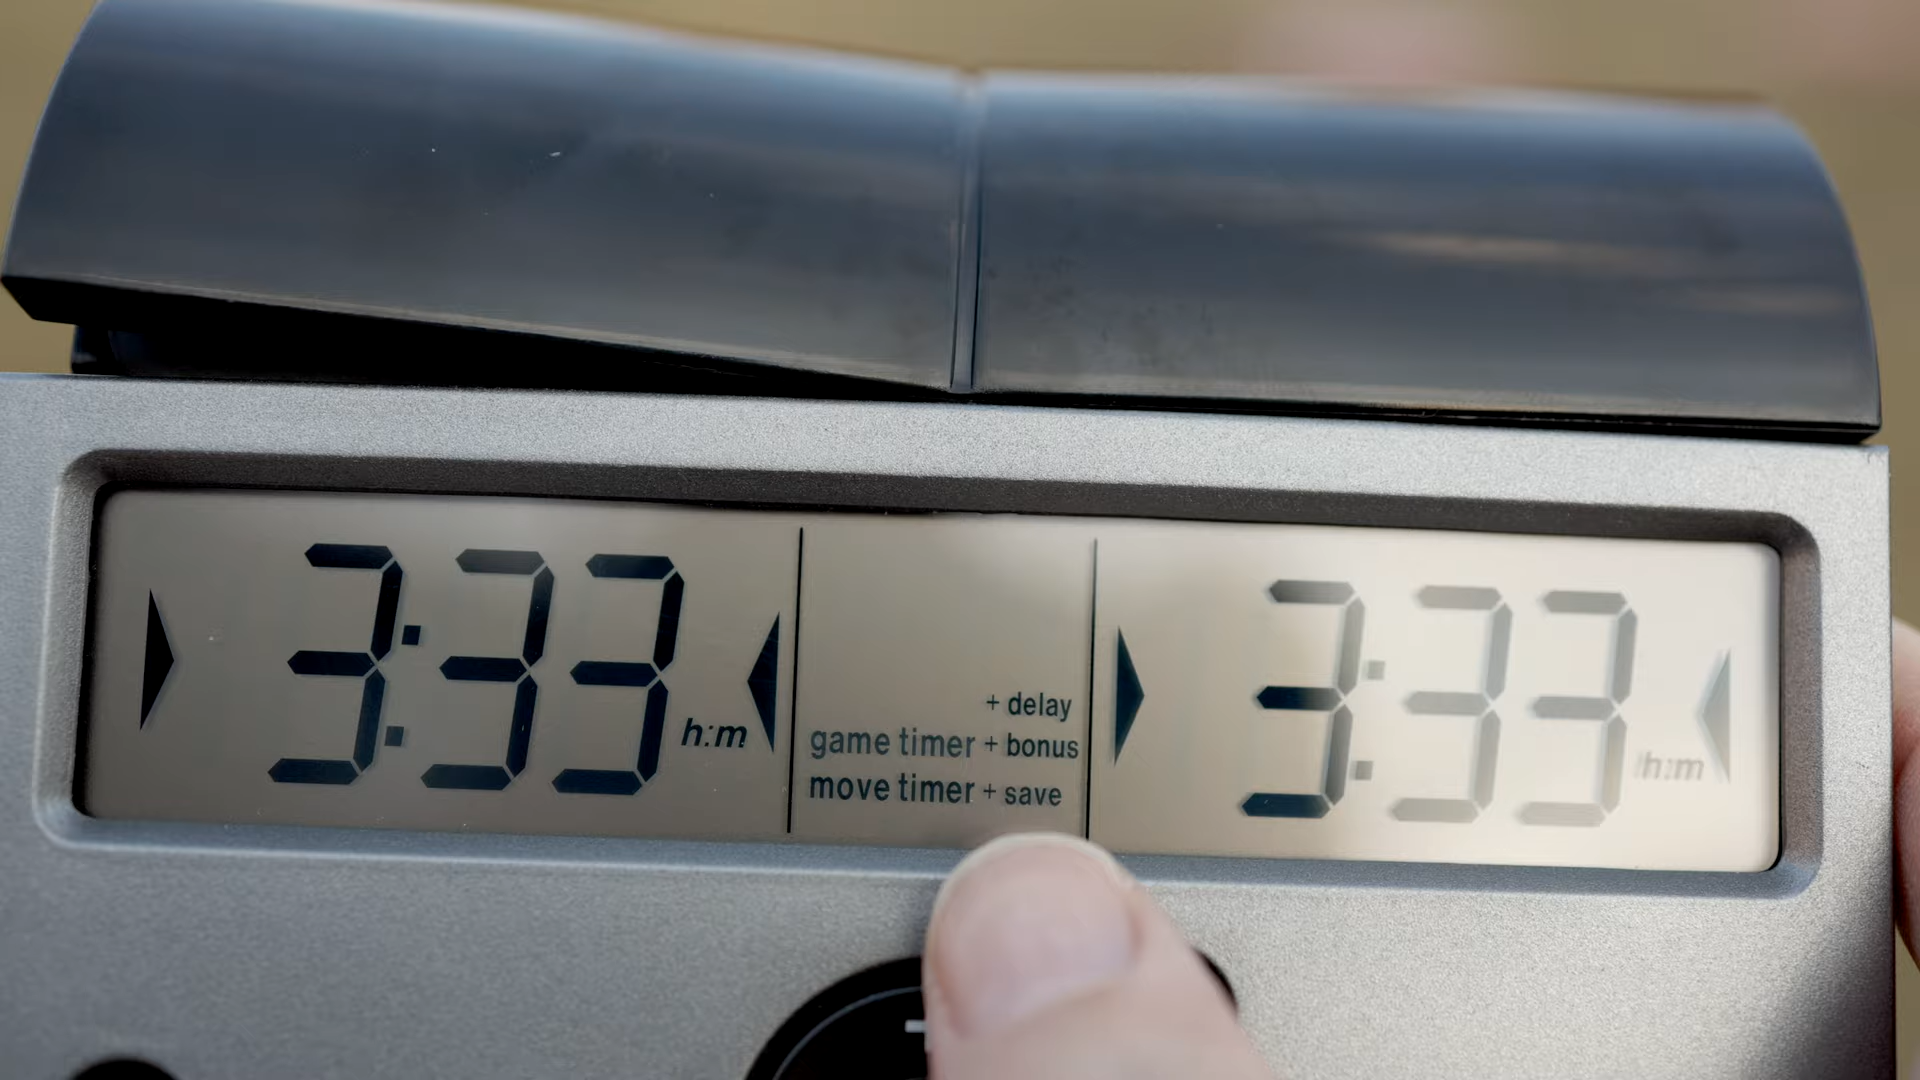 3:33 h:m
+ delay
game timer + bonus
move timer + save
3:33 h:m